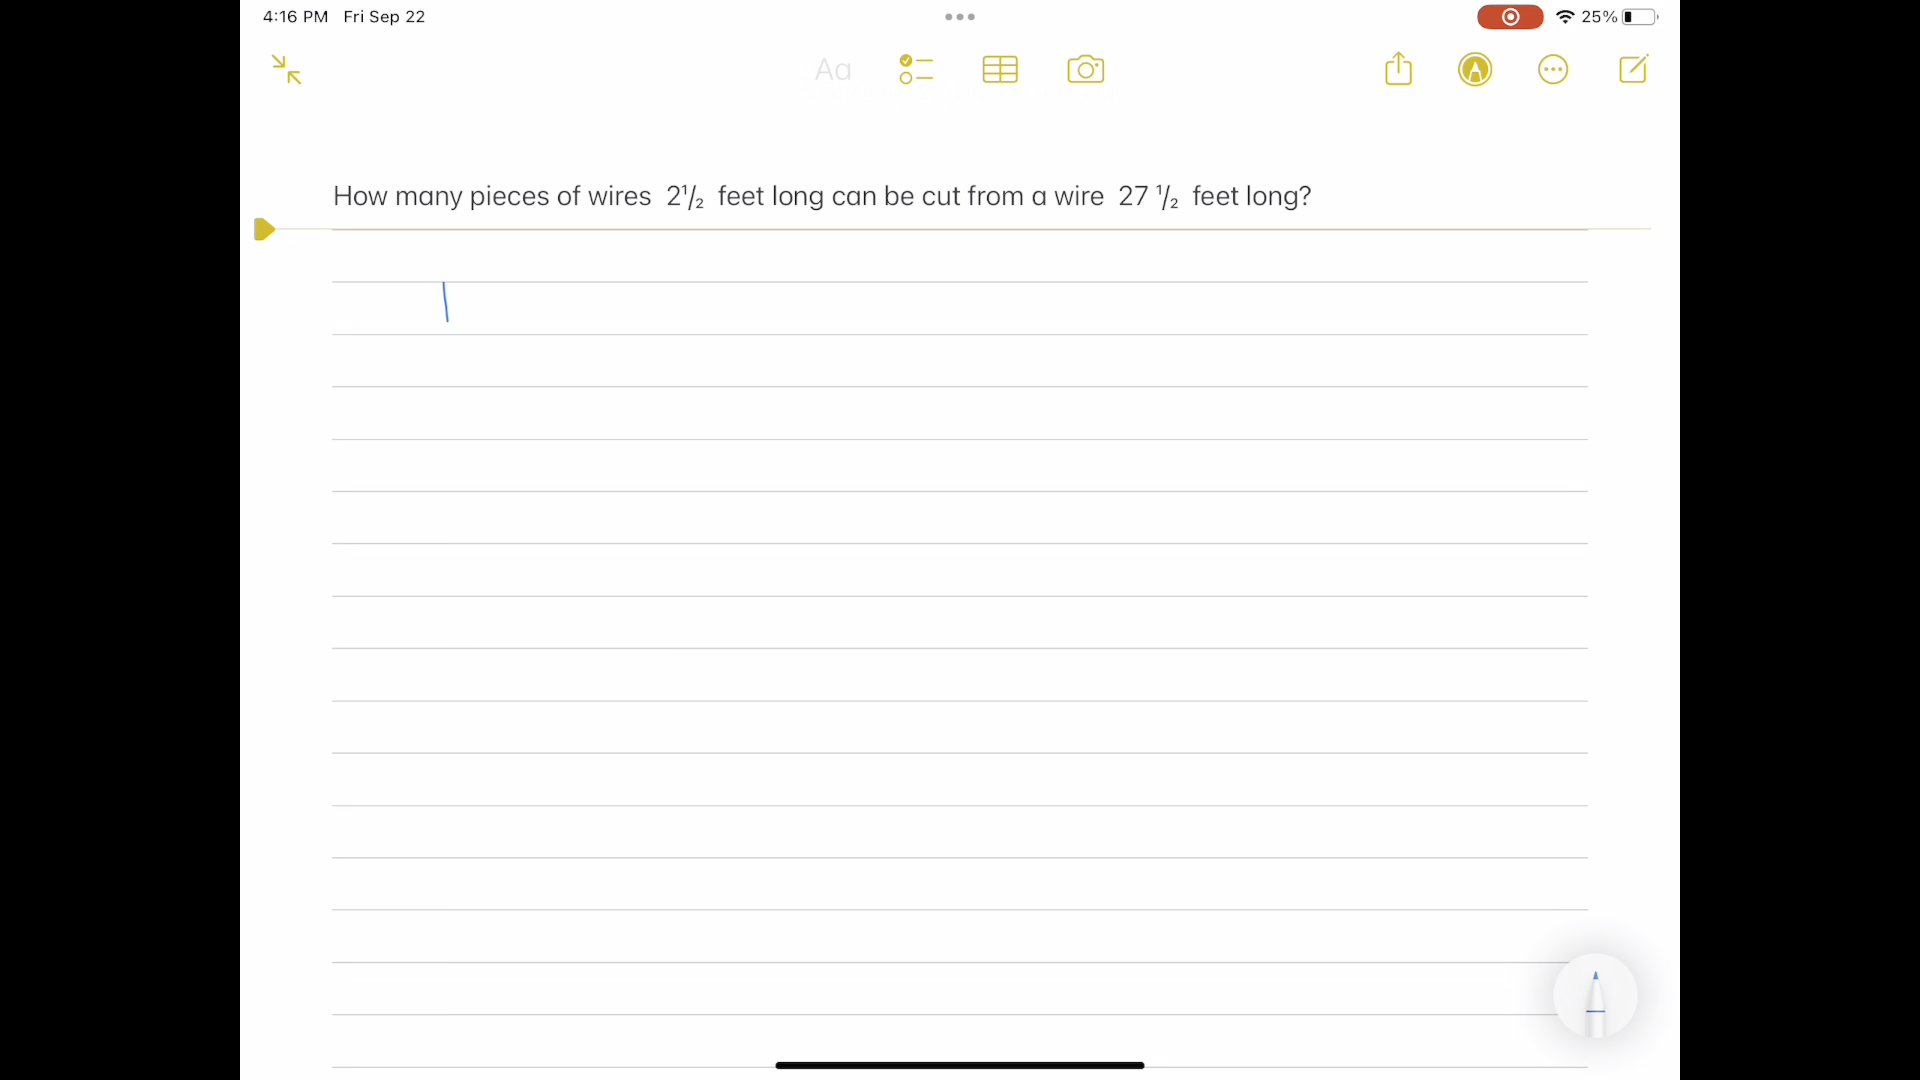 4:16 PM Fri Sep 22
25%
Aa
How many pieces of wires 2¹/₂ feet long can be cut from a wire 27 ¹/₂ feet long?